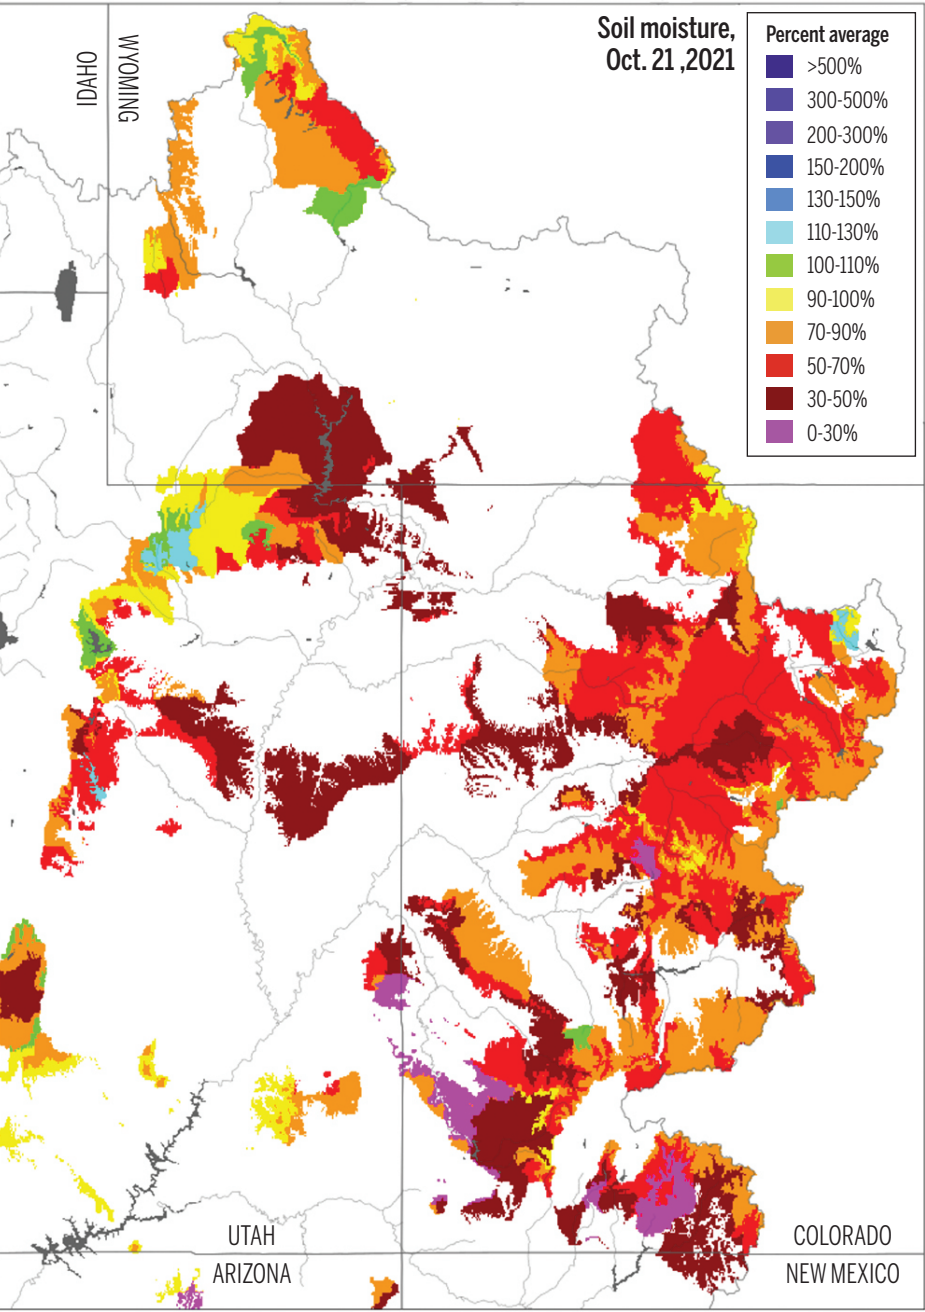 Soil moisture,
Oct. 21 ,2021
Percent average
>500%
300-500%
200-300%
150-200%
130-150%
110-130%
100-110%
90-100%
70-90%
50-70%
30-50%
0-30%
IDAHO
WYOMING
UTAH
COLORADO
ARIZONA
NEW MEXICO